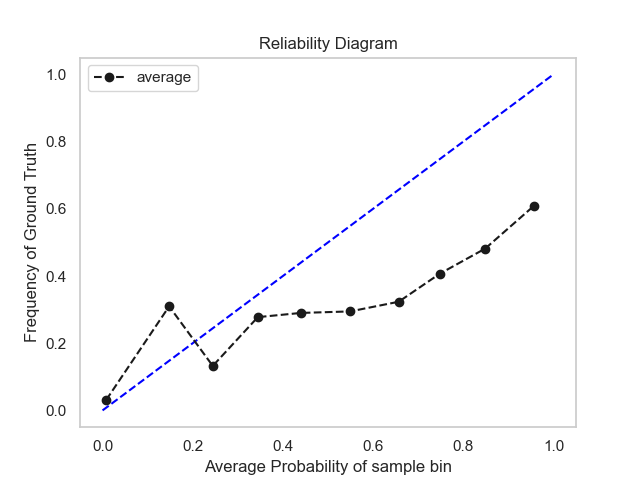 Reliability Diagram
average
Frequency of Ground Truth
1.0
0.8
0.6
0.4
0.2
0.0
0.0 0.2 0.4 0.6 0.8 1.0
Average Probability of sample bin